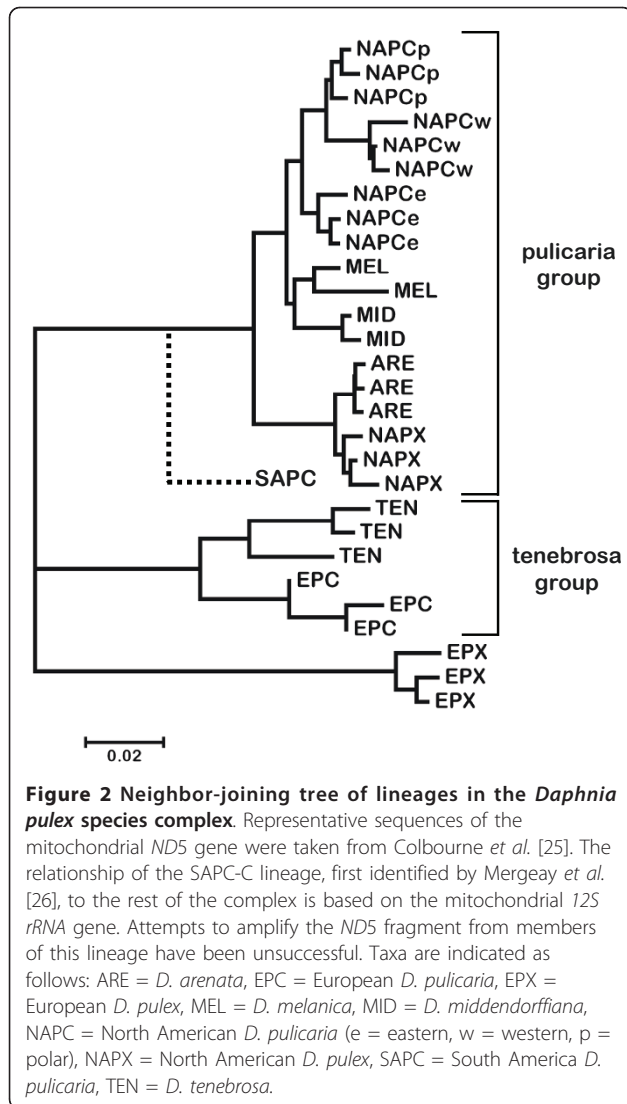 NAPCp
NAPCp
NAPCp
NAPCw
NAPCw
NAPCw
NAPCe
NAPCe
NAPCe
MEL
MEL
MID
MID
ARE
ARE
ARE
NAPX
NAPX
SAPC
NAPX
pulicaria
group
TEN
TEN
TEN
EPC
EPC
EPC
tenebrosa
group
EPX
EPX
EPX
0.02
Figure 2 Neighbor-joining tree of lineages in the Daphnia
pulex species complex. Representative sequences of the
mitochondrial ND5 gene were taken from Colbourne et al. [25]. The
relationship of the SAPC-C lineage, first identified by Mergeay et al.
[26], to the rest of the complex is based on the mitochondrial 12S
rRNA gene. Attempts to amplify the ND5 fragment from members
of this lineage have been unsuccessful. Taxa are indicated as
follows: ARE = D. arenata, EPC = European D. pulicaria, EPX =
European D. pulex, MEL = D. melanica, MID = D. middendorffiana,
NAPC = North American D. pulicaria (e = eastern, w = western, p =
polar), NAPX = North American D. pulex, SAPC = South America D.
pulicaria, TEN = D. tenebrosa.